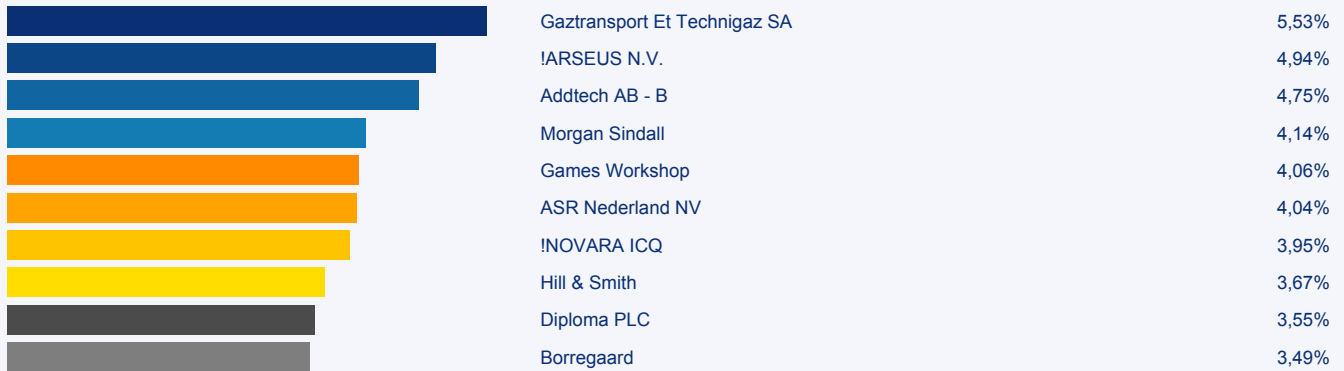 Gaztransport Et Technigaz SA 5,53%
!ARSEUS N.V. 4,94%
Addtech AB - B 4,75%
Morgan Sindall 4,14%
Games Workshop 4,06%
ASR Nederland NV 4,04%
!NOVARA ICQ 3,95%
Hill & Smith 3,67%
Diploma PLC 3,55%
Borregaard 3,49%